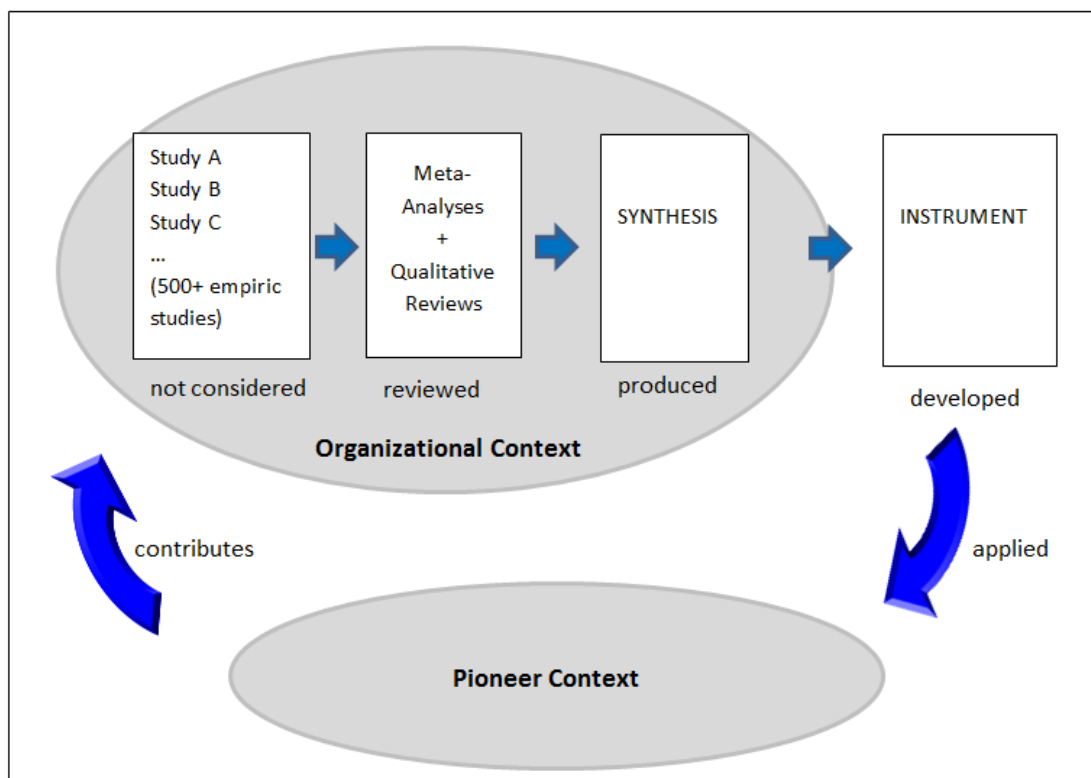 Study A
Study B
Study C
...
(500+ empiric
studies)
not considered
Meta-
Analyses
+
Qualitative
Reviews
reviewed
SYNTHESIS
produced
INSTRUMENT
developed
Organizational Context
contributes
applied
Pioneer Context